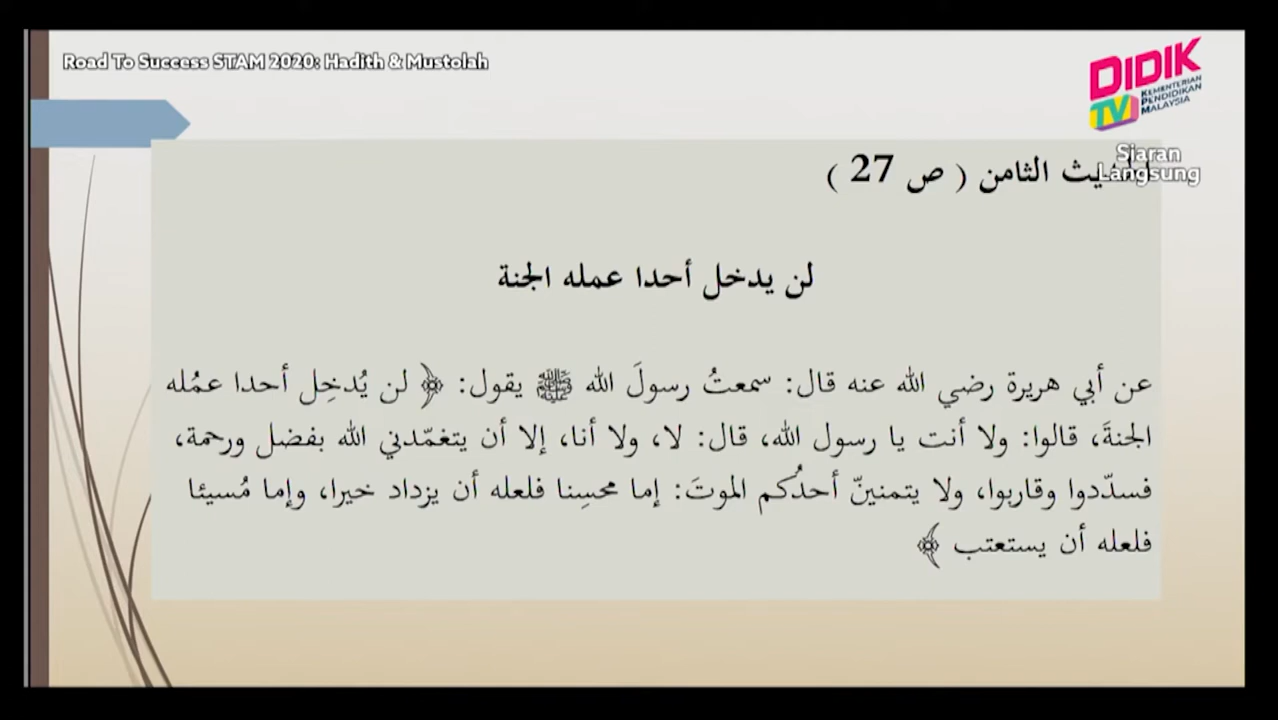 Road To Success STAM 2020: Hadith & Mustolah
DIDIK
TV
KEMENTERIAN
PENDIDIKAN
MALAYSIA
Siaran
Langsung
الثامن ( ص 27 )
لن يدخل أحدا عمله الجنة
عن أبي هريرة رضي الله عنه قال: سمعتُ رسولَ الله ﷺ يقول: ﴿ لن يُدخِل أحدا عمُله
الجنةَ، قالوا: ولا أنت يا رسول الله، قال: لا، ولا أنا، إلا أن يتغمّدني الله بفضل ورحمة،
فسدّدوا وقاربوا، ولا يتمنينّ أحدُكم الموتَ: إما محسِنا فلعله أن يزداد خيرا، وإما مُسيئا
فلعله أن يستعتب ﴾